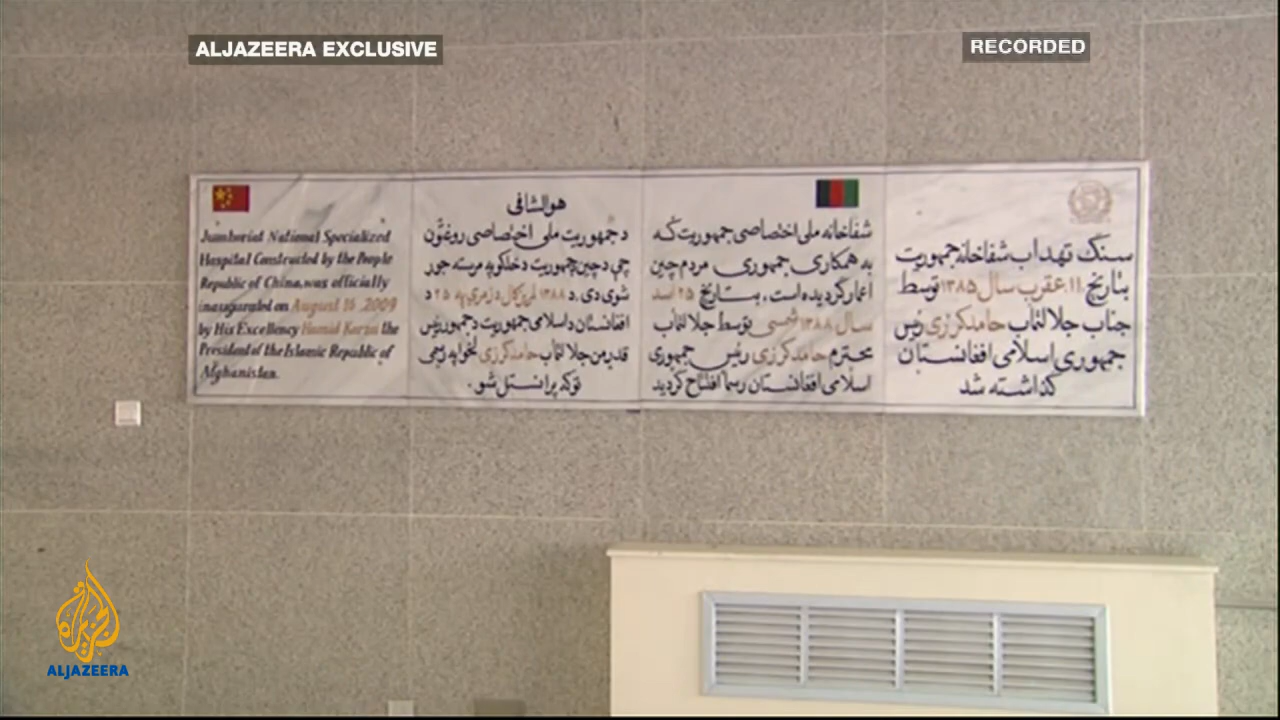 ALJAZEERA EXCLUSIVE
RECORDED
Jumhuriat National Specialized
Hospital Constructed by the People
Republic of China, was officially
inaugurated on August 16 2009
by His Excellency Hamid Karzai the
President of the Islamic Republic of
Afghanistan.
هوالشافی
د جمهوریت ملی اختصاصی روغتون
چې د چین جمهوریت د خلکو په مرسته جوړ
شوی دی. د ۱۳۸۸ لمریز کال د زمري په ۲۵ د
افغانستان د اسلامی جمهوریت د جمهور رئیس
حامد کرزی لخوا په رسمی
توګه پرانستل شو.
شفاخانه ملی اختصاصی جمهوریت که
به همکاری جمهوری مردم چین
اعمار گردیده است، بتاریخ ۲۵ اسد
سال ۱۳۸۸ شمسی توسط جلالتمآب
محترم حامد کرزی رئیس جمهوری
اسلامی افغانستان رسما افتتاح گردید
سنگ تهداب شفاخانه جمهوریت
بتاریخ ۱۱ عقرب سال ۱۳۸۵ توسط
جناب جلالتمآب حامد کرزی رئیس
جمهوری اسلامی افغانستان
گذاشته شد
الجزيرة
ALJAZEERA